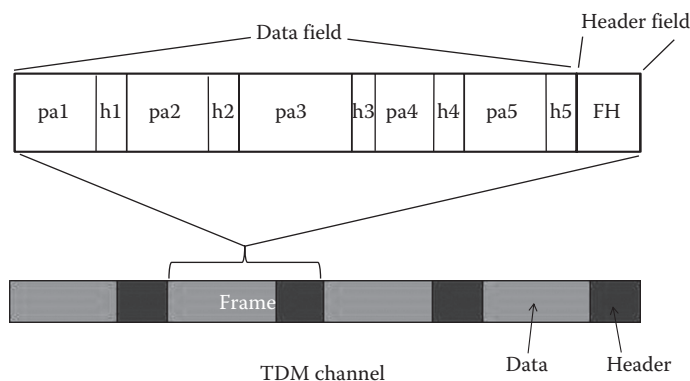 Data field
Header field
pa1 h1 pa2 h2 pa3 h3 pa4 h4 pa5 h5 FH
Frame
TDM channel
Data
Header